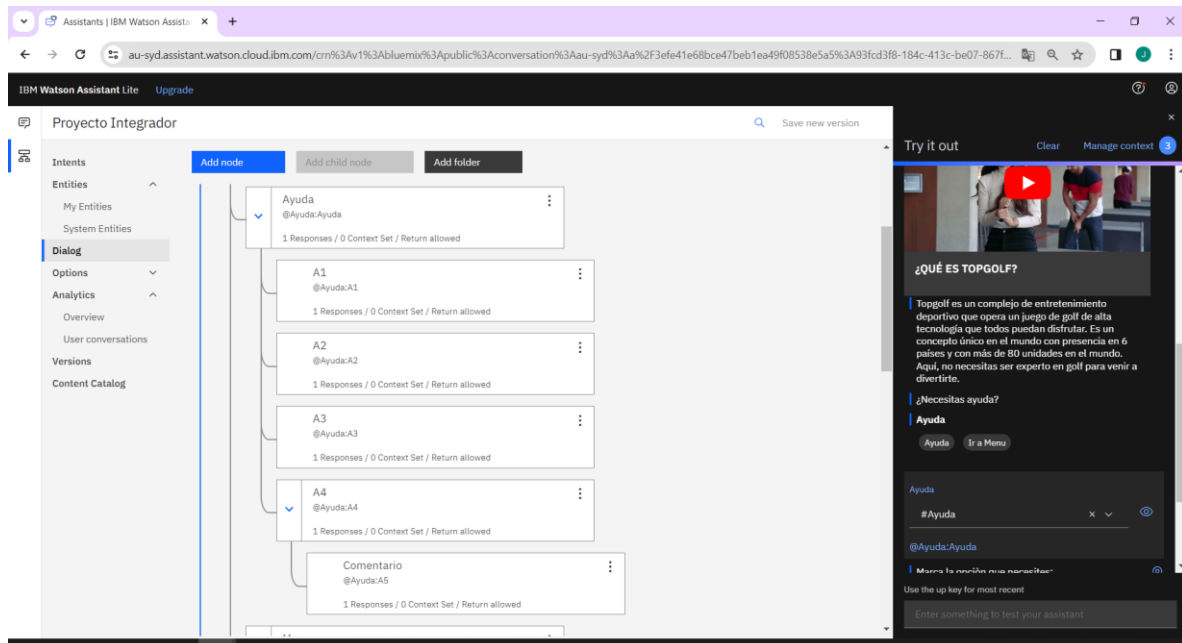 Assistants | IBM Watson Assista
au-syd.assistant.watson.cloud.ibm.com/crn%3Av1%3Abluemix%3Apublic%3Aconversation%3Aau-syd%3Aa%2F3efe41e68bce47beb1ea49f08538e5a5%3A93fcd3f8-184c-413c-be07-867f...
J
IBM Watson Assistant Lite
Upgrade
Proyecto Integrador
Save new version
Intents
Entities
My Entities
System Entities
Dialog
Options
Analytics
Overview
User conversations
Versions
Content Catalog
Add node
Add child node
Add folder
Ayuda
@Ayuda:Ayuda
1 Responses / 0 Context Set / Return allowed
A1
@Ayuda:A1
1 Responses / 0 Context Set / Return allowed
A2
@Ayuda:A2
1 Responses / 0 Context Set / Return allowed
A3
@Ayuda:A3
1 Responses / 0 Context Set / Return allowed
A4
@Ayuda:A4
1 Responses / 0 Context Set / Return allowed
Comentario
@Ayuda:A5
1 Responses / 0 Context Set / Return allowed
Try it out
Clear
Manage context
3
¿QUÉ ES TOPGOLF?
Topgolf es un complejo de entretenimiento
deportivo que opera un juego de golf de alta
tecnología que todos puedan disfrutar. Es un
concepto único en el mundo con presencia en 6
países y con más de 80 unidades en el mundo.
Aquí, no necesitas ser experto en golf para venir a
divertirte.
¿Necesitas ayuda?
Ayuda
Ayuda
Ir a Menu
Ayuda
#Ayuda
@Ayuda:Ayuda
Marca la opción que necesites:
Use the up key for most recent
Enter something to test your assistant